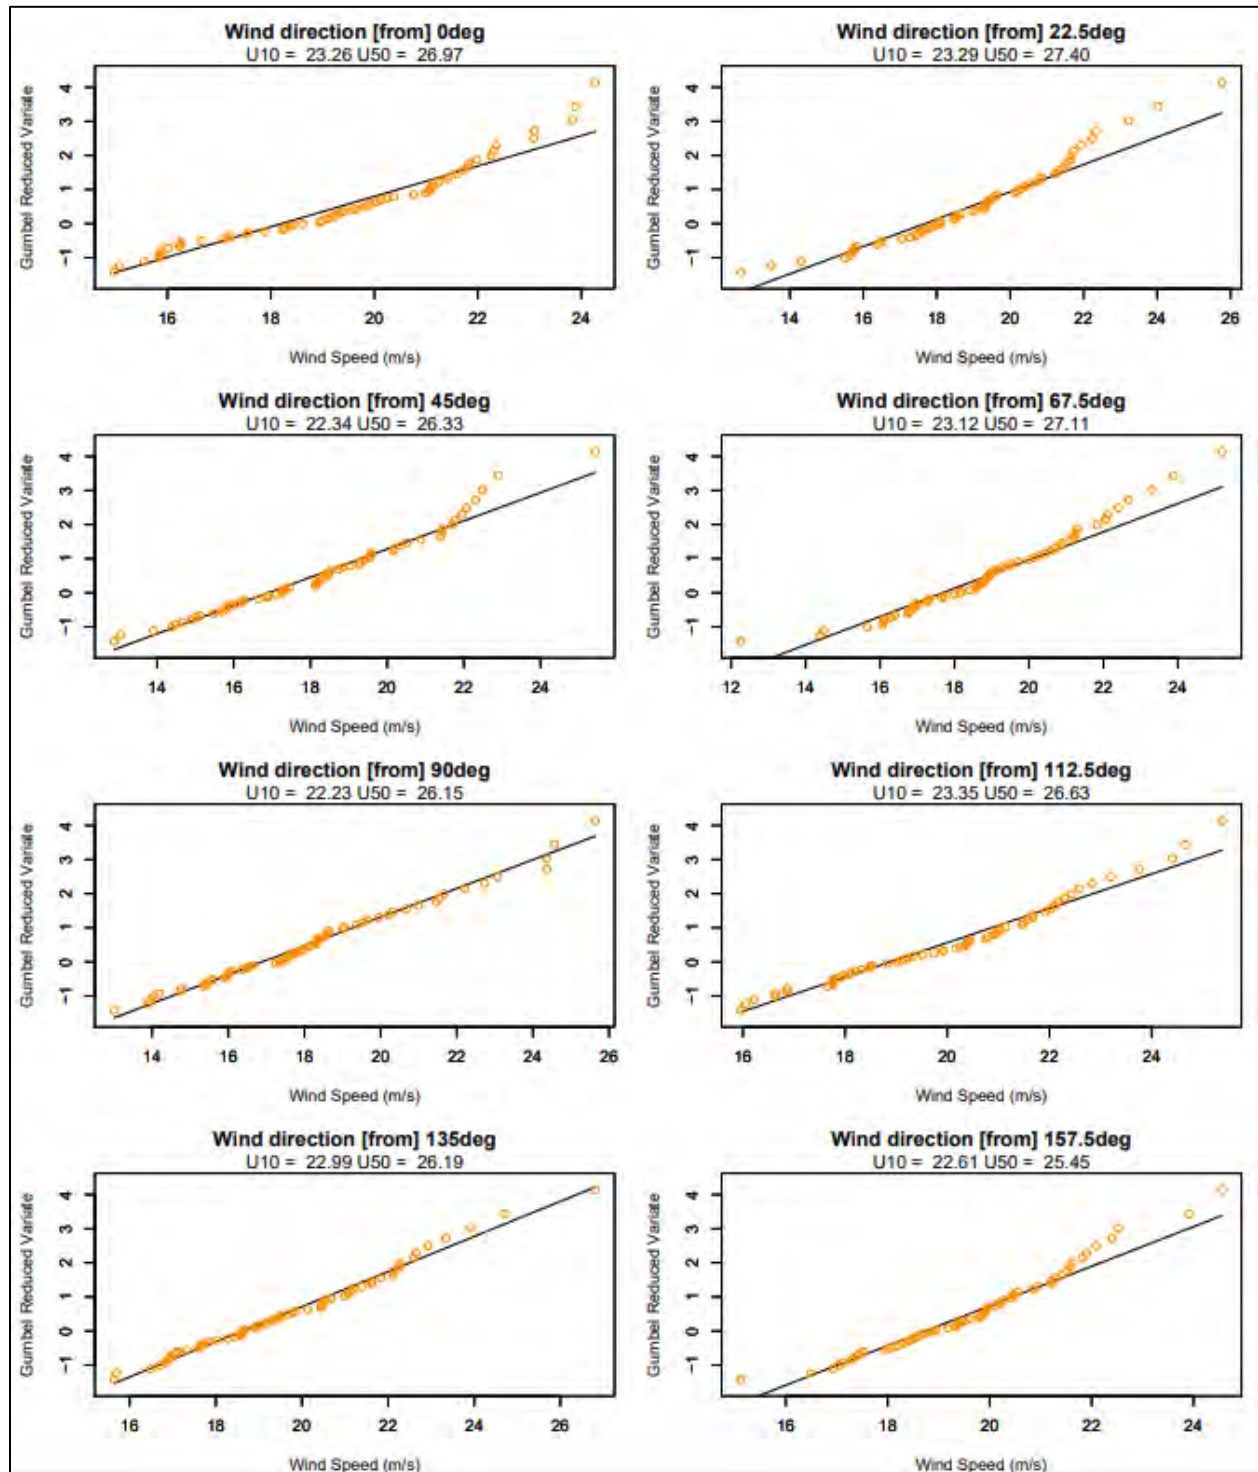 Wind direction [from] 0deg
U10 = 23.26 U50 = 26.97
Gumbel Reduced Variate
4
3
2
1
0
−1
16 18 20 22 24
Wind Speed (m/s)
Wind direction [from] 22.5deg
U10 = 23.29 U50 = 27.40
Gumbel Reduced Variate
4
3
2
1
0
−1
14 16 18 20 22 24 26
Wind Speed (m/s)
Wind direction [from] 45deg
U10 = 22.34 U50 = 26.33
Gumbel Reduced Variate
4
3
2
1
0
−1
14 16 18 20 22 24
Wind Speed (m/s)
Wind direction [from] 67.5deg
U10 = 23.12 U50 = 27.11
Gumbel Reduced Variate
4
3
2
1
0
−1
12 14 16 18 20 22 24
Wind Speed (m/s)
Wind direction [from] 90deg
U10 = 22.23 U50 = 26.15
Gumbel Reduced Variate
4
3
2
1
0
−1
14 16 18 20 22 24 26
Wind Speed (m/s)
Wind direction [from] 112.5deg
U10 = 23.35 U50 = 26.63
Gumbel Reduced Variate
4
3
2
1
0
−1
16 18 20 22 24
Wind Speed (m/s)
Wind direction [from] 135deg
U10 = 22.99 U50 = 26.19
Gumbel Reduced Variate
4
3
2
1
0
−1
16 18 20 22 24 26
Wind Speed (m/s)
Wind direction [from] 157.5deg
U10 = 22.61 U50 = 25.45
Gumbel Reduced Variate
4
3
2
1
0
−1
16 18 20 22 24
Wind Speed (m/s)